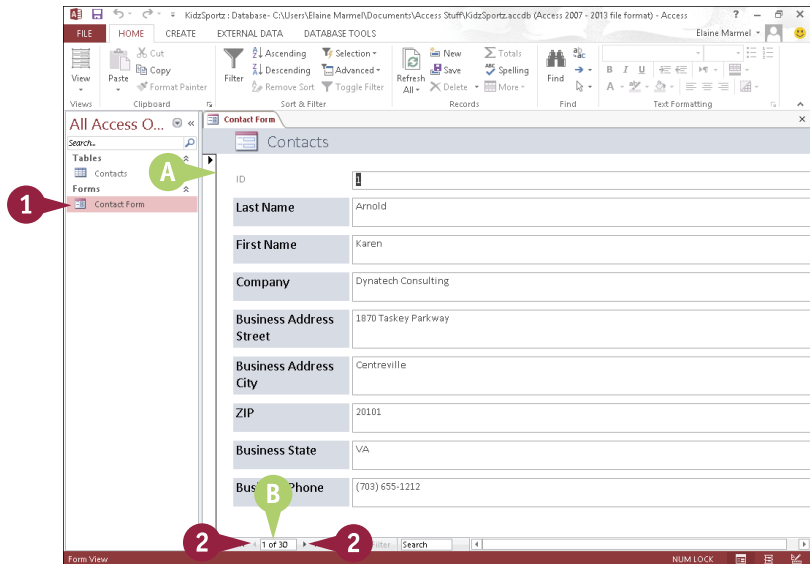 KidzSportz : Database- C:\Users\Elaine Marmel\Documents\Access Stuff\KidzSportz.accdb (Access 2007 - 2013 file format) - Access ?
FILE HOME CREATE EXTERNAL DATA DATABASE TOOLS Elaine Marmel
View
Views
Paste
Cut
Copy
Format Painter
Clipboard
Filter
Ascending
Descending
Remove Sort
Selection
Advanced
Toggle Filter
Sort & Filter
Refresh
All
New
Save
Delete
Totals
Spelling
More
Records
Find
Find
B I U
A
Text Formatting
All Access O...
Search..
Tables
Contacts
Forms
1
Contact Form
Contact Form
Contacts
A
ID 1
Last Name Arnold
First Name Karen
Company Dynatech Consulting
Business Address 1870 Taskey Parkway
Street
Business Address Centreville
City
ZIP 20101
Business State VA
Phone (703) 655-1212
B
2 1 of 30 2 Search
Form View NUM LOCK